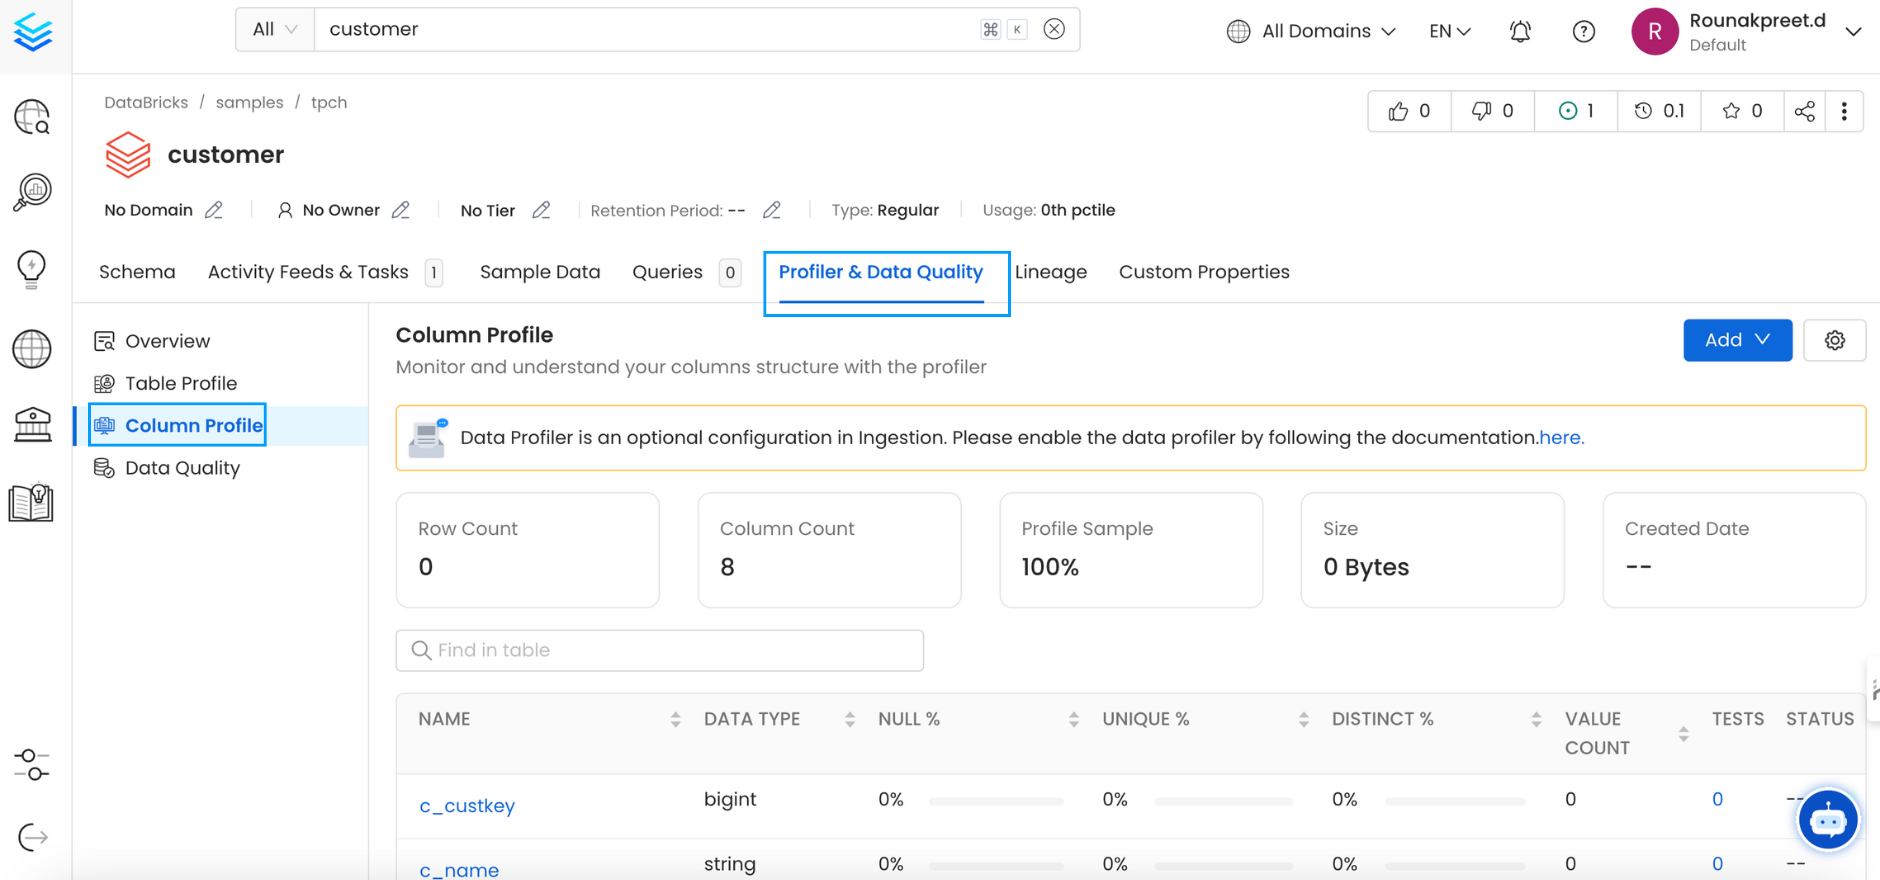 All customer ⌘ K All Domains EN R Rounakpreet.d
Default
DataBricks / samples / tpch
0 0 1 0.1 0
customer
No Domain No Owner No Tier Retention Period: -- Type: Regular Usage: 0th pctile
Schema Activity Feeds & Tasks 1 Sample Data Queries 0 Profiler & Data Quality Lineage Custom Properties
Overview
Table Profile
Column Profile
Data Quality
Column Profile
Monitor and understand your columns structure with the profiler
Add
Data Profiler is an optional configuration in Ingestion. Please enable the data profiler by following the documentation.here.
Row Count Column Count Profile Sample Size Created Date
0 8 100% 0 Bytes --
Find in table
NAME DATA TYPE NULL % UNIQUE % DISTINCT % VALUE COUNT TESTS STATUS
c_custkey bigint 0% 0% 0% 0 0 --
c_name string 0% 0% 0% 0 0 --